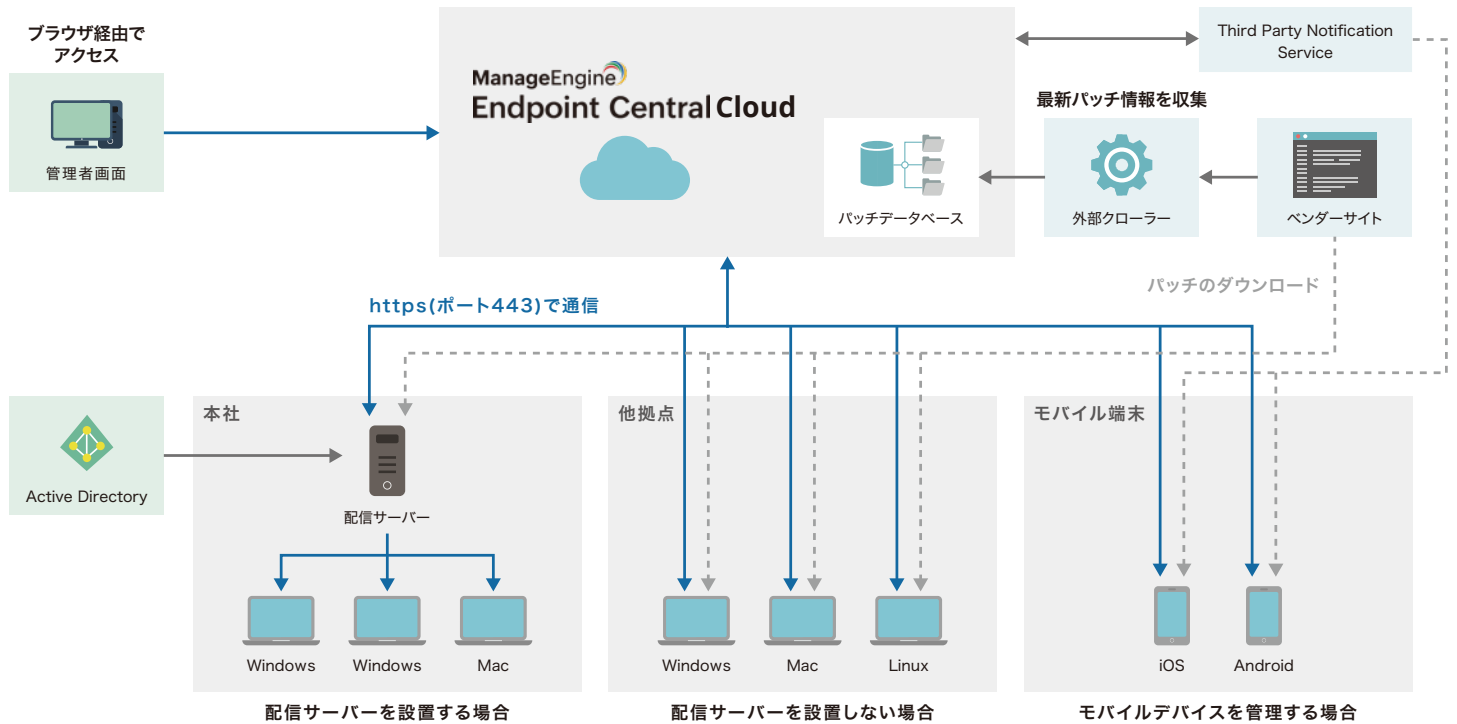 ブラウザ経由で
アクセス
管理者画面
ManageEngine
Endpoint Central Cloud
パッチデータベース
最新パッチ情報を収集
外部クローラー
ベンダーサイト
Third Party Notification
Service
パッチのダウンロード
https(ポート443)で通信
Active Directory
本社
配信サーバー
Windows
Windows
Mac
配信サーバーを設置する場合
他拠点
Windows
Mac
Linux
配信サーバーを設置しない場合
モバイル端末
iOS
Android
モバイルデバイスを管理する場合